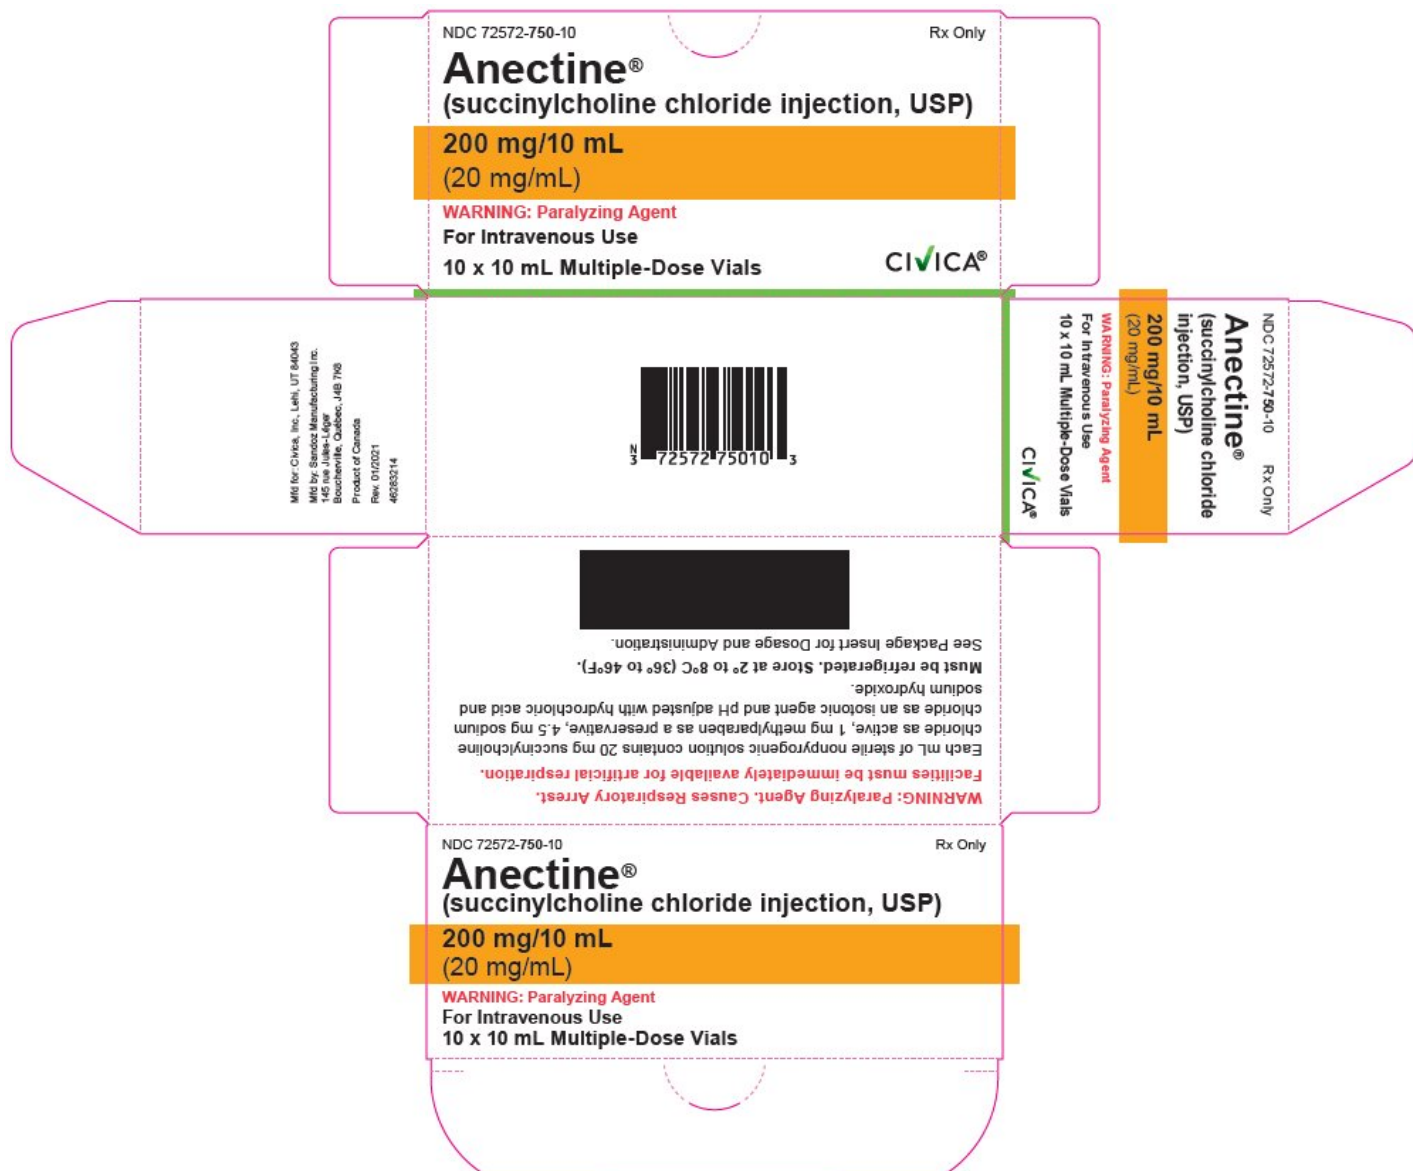 NDC 72572-750-10 Rx Only
Anectine®
(succinylcholine chloride injection, USP)
200 mg/10 mL
(20 mg/mL)
WARNING: Paralyzing Agent
For Intravenous Use
10 x 10 mL Multiple-Dose Vials
CIVICA®
Mfd for: Civica, Inc., Lehi, UT 84043
Mfd by: Sandoz Manufacturing Inc.
145 rue Jules-Léger
Boucherville, Québec, J4B 7K8
Product of Canada
Rev. 01/2021
46283214
N
3 72572 75010 3
NDC 72572-750-10 Rx Only
Anectine®
(succinylcholine chloride
injection, USP)
200 mg/10 mL
(20 mg/mL)
WARNING: Paralyzing Agent
For Intravenous Use
10 x 10 mL Multiple-Dose Vials
CIVICA®
WARNING: Paralyzing Agent. Causes Respiratory Arrest.
Facilities must be immediately available for artificial respiration.
Each mL of sterile nonpyrogenic solution contains 20 mg succinylcholine
chloride as active, 1 mg methylparaben as a preservative, 4.5 mg sodium
chloride as an isotonic agent and pH adjusted with hydrochloric acid and
sodium hydroxide.
Must be refrigerated. Store at 2° to 8°C (36° to 46°F).
See Package Insert for Dosage and Administration.
NDC 72572-750-10 Rx Only
Anectine®
(succinylcholine chloride injection, USP)
200 mg/10 mL
(20 mg/mL)
WARNING: Paralyzing Agent
For Intravenous Use
10 x 10 mL Multiple-Dose Vials